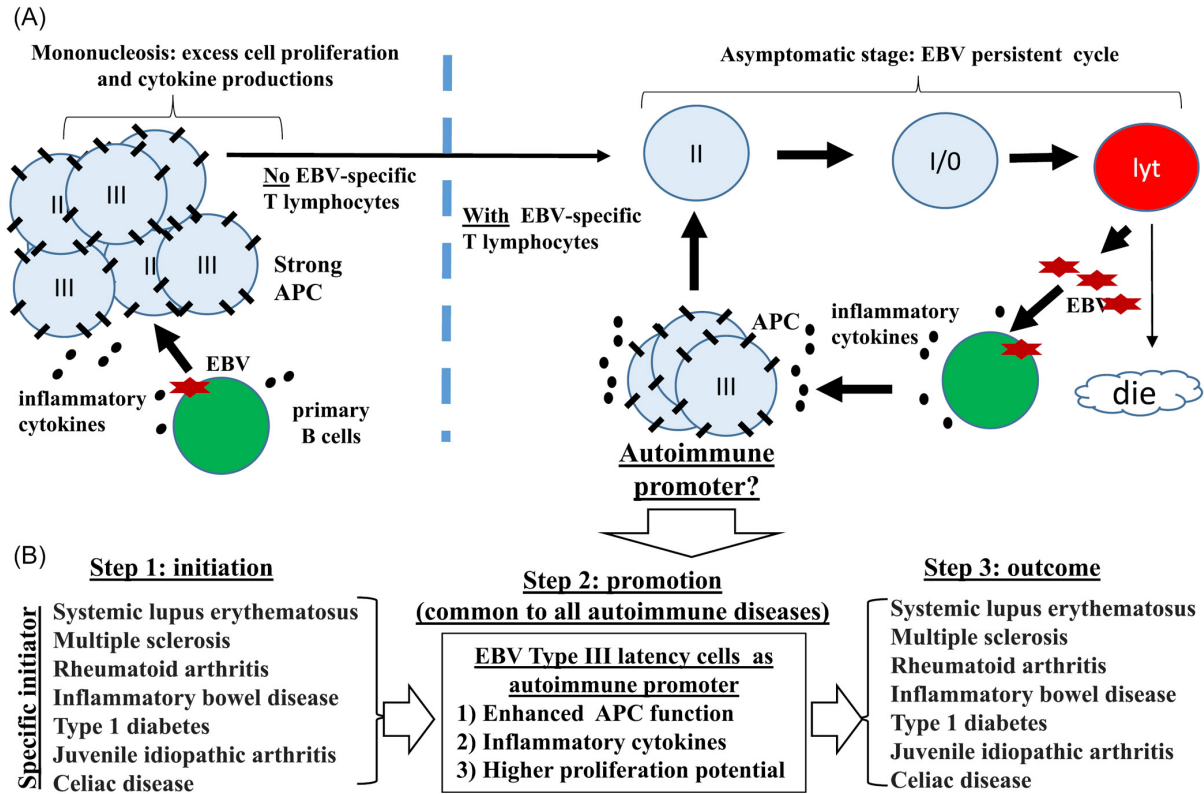 (A)
Mononucleosis: excess cell proliferation
and cytokine productions
Asymptomatic stage: EBV persistent cycle
II
III
III
II
III
Strong
APC
No EBV-specific
T lymphocytes
With EBV-specific
T lymphocytes
II
I/0
lyt
EBV
die
inflammatory
cytokines
APC
III
EBV
inflammatory
cytokines
primary
B cells
Autoimmune
promoter?
(B)
Step 1: initiation
Specific initiator
Systemic lupus erythematosus
Multiple sclerosis
Rheumatoid arthritis
Inflammatory bowel disease
Type 1 diabetes
Juvenile idiopathic arthritis
Celiac disease
Step 2: promotion
(common to all autoimmune diseases)
EBV Type III latency cells as
autoimmune promoter
1) Enhanced APC function
2) Inflammatory cytokines
3) Higher proliferation potential
Step 3: outcome
Systemic lupus erythematosus
Multiple sclerosis
Rheumatoid arthritis
Inflammatory bowel disease
Type 1 diabetes
Juvenile idiopathic arthritis
Celiac disease